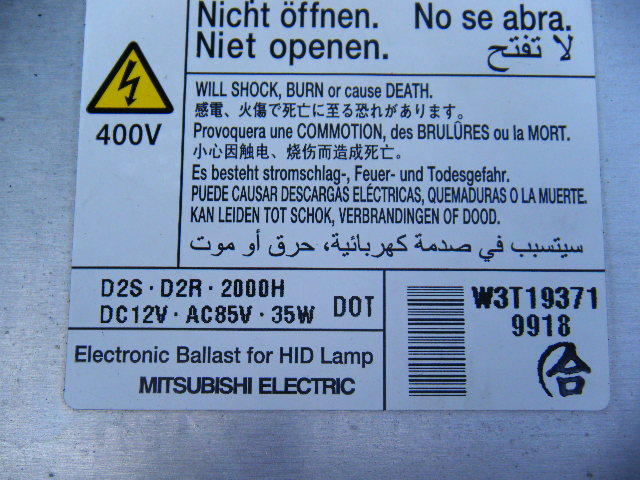 Nicht öffnen. No se abra.
Niet openen. لا تفتح
400V
WILL SHOCK, BURN or cause DEATH.
感電、火傷で死亡に至る恐れがあります。
Provoquera une COMMOTION, des BRULÛRES ou la MORT.
小心因触电、烧伤而造成死亡。
Es besteht stromschlag-, Feuer- und Todesgefahr.
PUEDE CAUSAR DESCARGAS ELÉCTRICAS, QUEMADURAS O LA MUERTE.
KAN LEIDEN TOT SCHOK, VERBRANDINGEN OF DOOD.
سيتسبب في صدمة كهربائية، حرق أو موت
D2S · D2R · 2000H
DC12V · AC85V · 35W DOT
Electronic Ballast for HID Lamp
MITSUBISHI ELECTRIC
W3T19371
9918
合